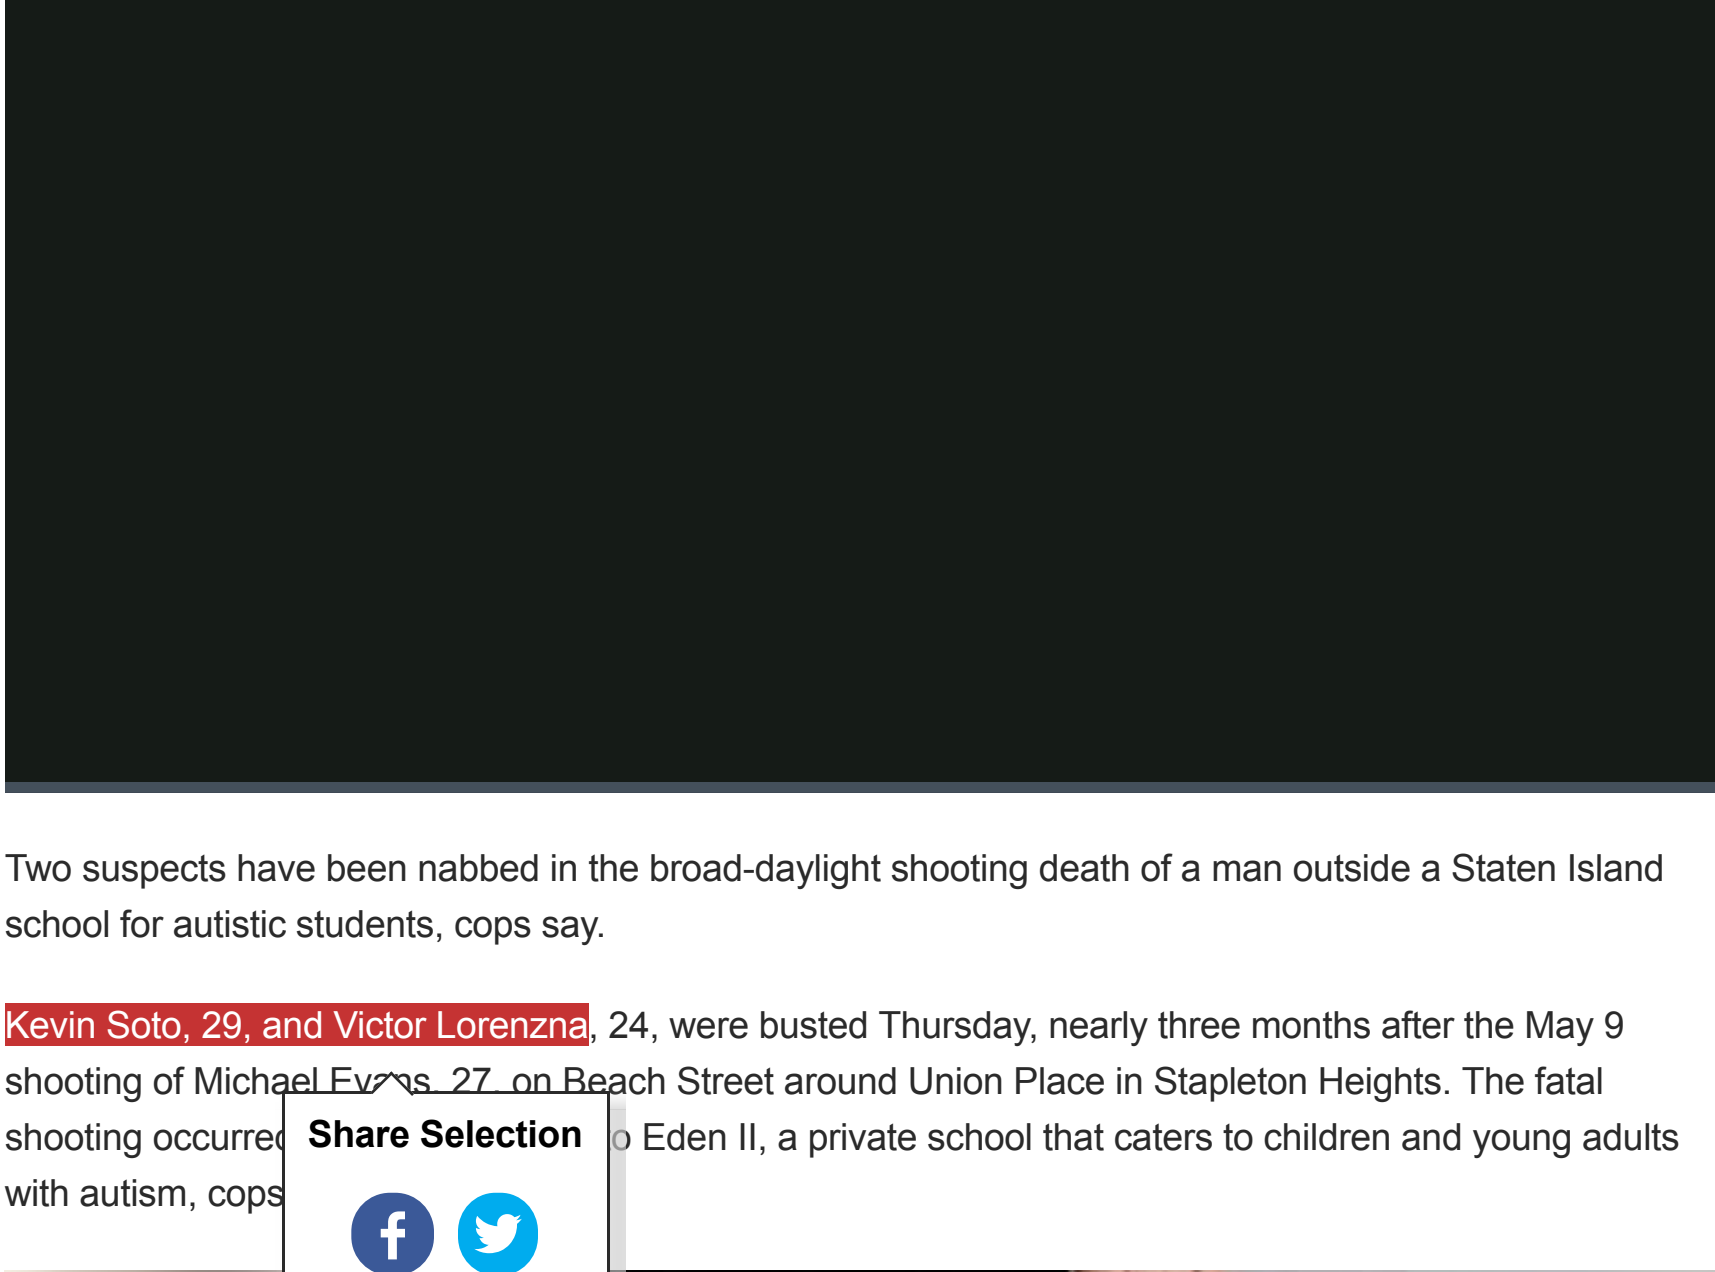 Two suspects have been nabbed in the broad-daylight shooting death of a man outside a Staten Island
school for autistic students, cops say.
Kevin Soto, 29, and Victor Lorenzna, 24, were busted Thursday, nearly three months after the May 9
shooting of Michael Evans, 27, on Beach Street around Union Place in Stapleton Heights. The fatal
shooting occurred Eden II, a private school that caters to children and young adults
with autism, cops
Share Selection